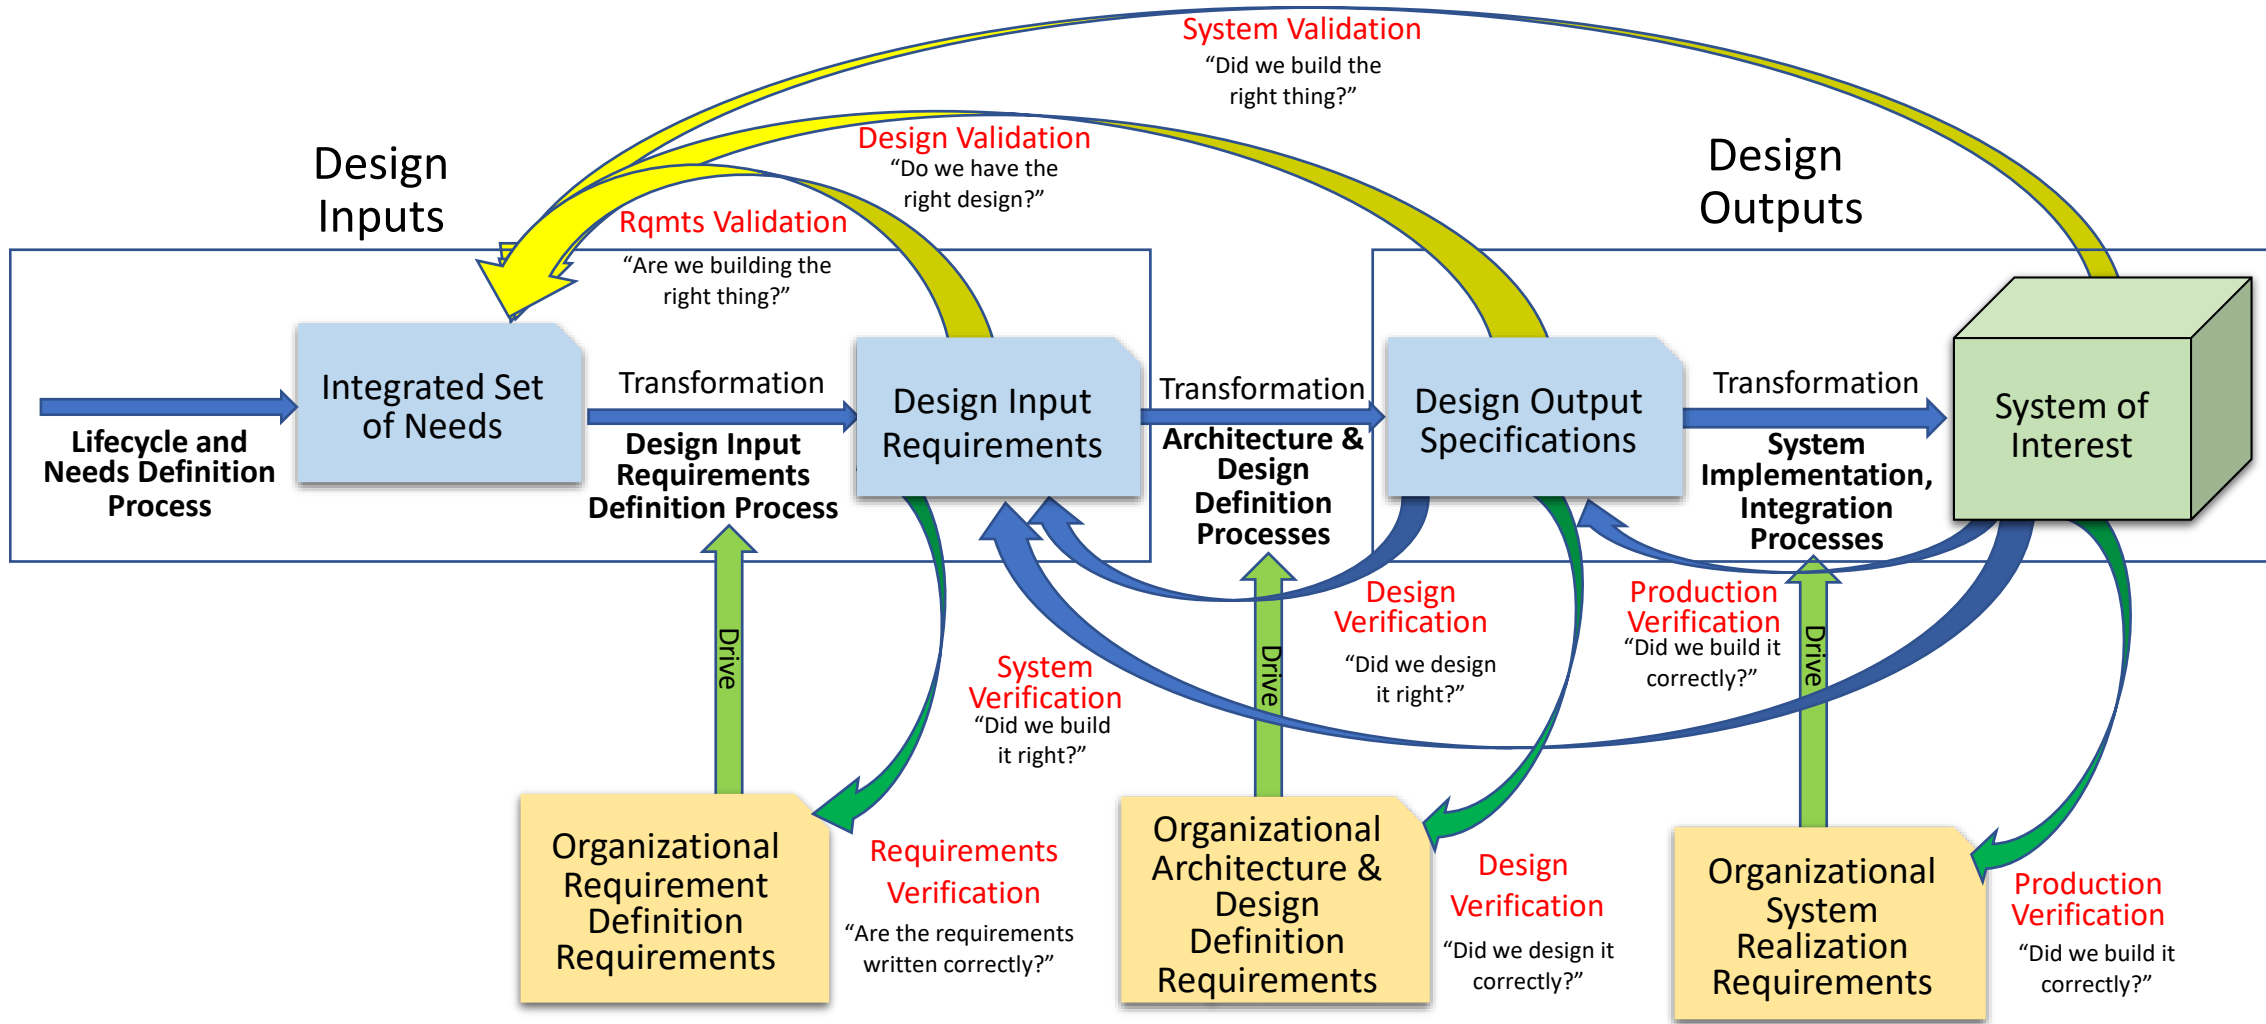 System Validation
“Did we build the
right thing?”
Design Validation
“Do we have the
right design?”
Design
Inputs
Design
Outputs
Rqmts Validation
“Are we building the
right thing?”
Integrated Set
of Needs
Lifecycle and
Needs Definition
Process
Transformation
Design Input
Requirements
Definition Process
Design Input
Requirements
Transformation
Architecture &
Design
Definition
Processes
Design Output
Specifications
Transformation
System
Implementation,
Integration
Processes
System of
Interest
Drive
System
Verification
“Did we build
it right?”
Drive
Design
Verification
“Did we design
it right?”
Production
Verification
“Did we build it
correctly?”
Drive
Organizational
Requirement
Definition
Requirements
Requirements
Verification
“Are the requirements
written correctly?”
Organizational
Architecture &
Design
Definition
Requirements
Design
Verification
“Did we design it
correctly?”
Organizational
System
Realization
Requirements
Production
Verification
“Did we build it
correctly?”